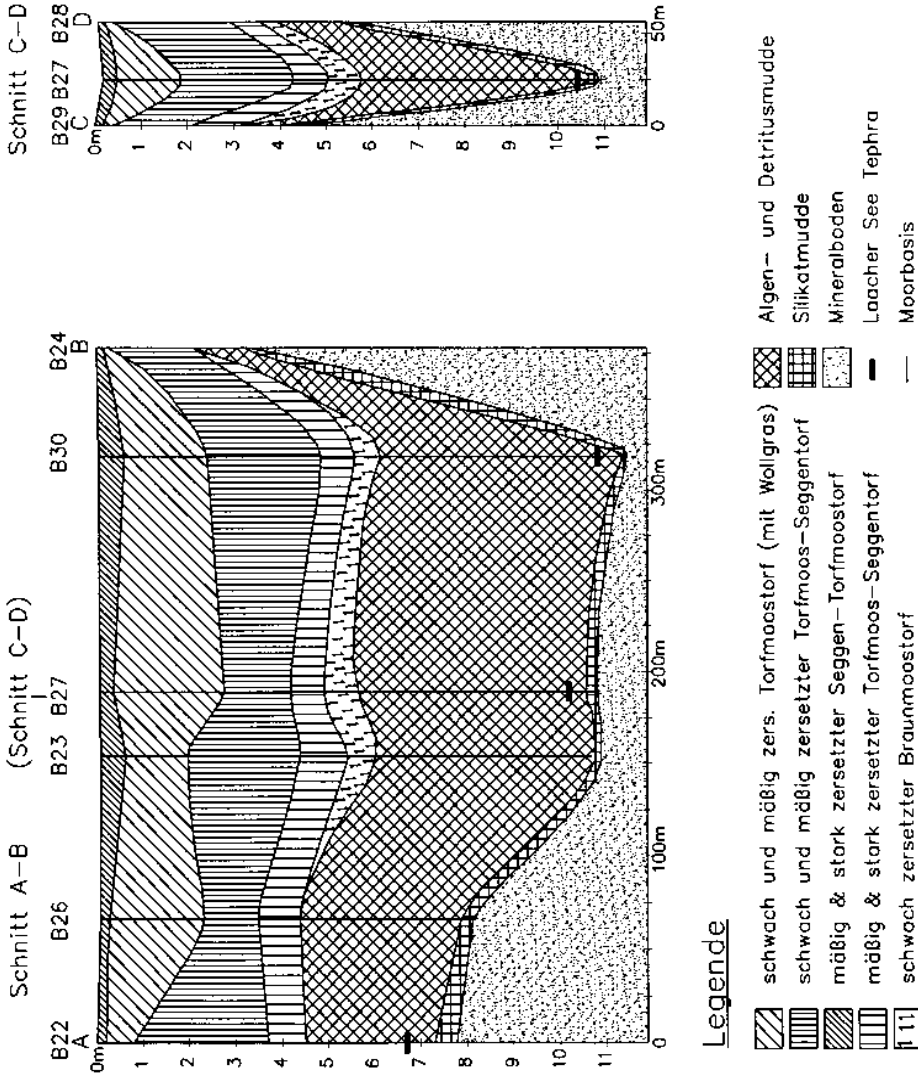 Schnitt A-B (Schnitt C-D)
B22 B26 B23 B27 B30 B24
A B
0m
1
2
3
4
5
6
7
8
9
10
11
100m 200m 300m
Schnitt C-D
B29 B27 B28
C D
0m
1
2
3
4
5
6
7
8
9
10
11
0 50m
Legende
schwach und mäßig zers. Torfmoostorf (mit Wollgras)
schwach und mäßig zersetzter Torfmoos-Seggentorf
mäßig & stark zersetzter Seggen-Torfmoostorf
mäßig & stark zersetzter Torfmoos-Seggentorf
schwach zersetzter Braunmoostorf
Algen- und Detritusmudde
Silikatmudde
Mineralboden
Laacher See Tephra
Moorbasis